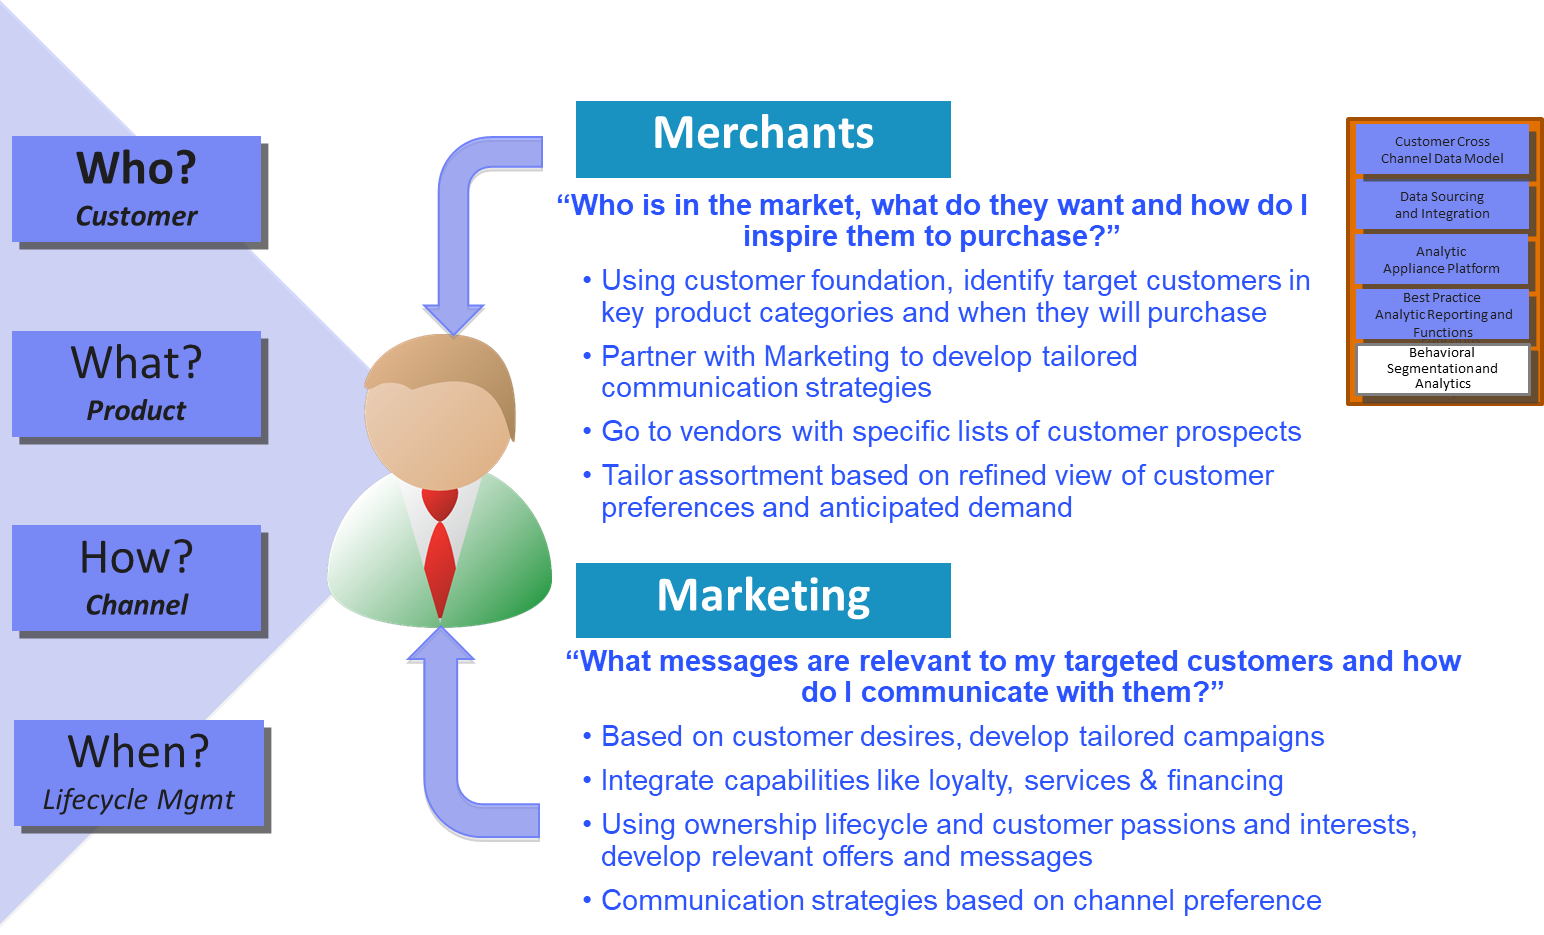 Who?
Customer
What?
Product
How?
Channel
When?
Lifecycle Mgmt
Merchants
“Who is in the market, what do they want and how do I
inspire them to purchase?”
• Using customer foundation, identify target customers in
key product categories and when they will purchase
• Partner with Marketing to develop tailored
communication strategies
• Go to vendors with specific lists of customer prospects
• Tailor assortment based on refined view of customer
preferences and anticipated demand
Marketing
“What messages are relevant to my targeted customers and how
do I communicate with them?”
• Based on customer desires, develop tailored campaigns
• Integrate capabilities like loyalty, services & financing
• Using ownership lifecycle and customer passions and interests,
develop relevant offers and messages
• Communication strategies based on channel preference
Customer Cross
Channel Data Model
Data Sourcing
and Integration
Analytic
Appliance Platform
Best Practice
Analytic Reporting and
Functions
Behavioral
Segmentation and
Analytics